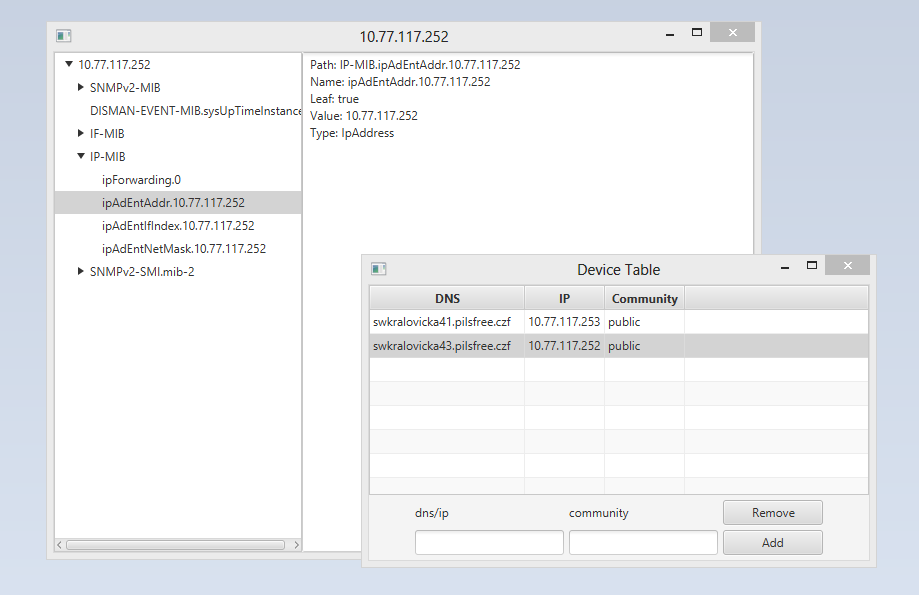 10.77.117.252
10.77.117.252
SNMPv2-MIB
DISMAN-EVENT-MIB.sysUpTimeInstance
IF-MIB
IP-MIB
ipForwarding.0
ipAdEntAddr.10.77.117.252
ipAdEntIfIndex.10.77.117.252
ipAdEntNetMask.10.77.117.252
SNMPv2-SMI.mib-2
Path: IP-MIB.ipAdEntAddr.10.77.117.252
Name: ipAdEntAddr.10.77.117.252
Leaf: true
Value: 10.77.117.252
Type: IpAddress
Device Table
DNS IP Community
swkralovicka41.pilsfree.czf 10.77.117.253 public
swkralovicka43.pilsfree.czf 10.77.117.252 public
dns/ip community Remove
Add